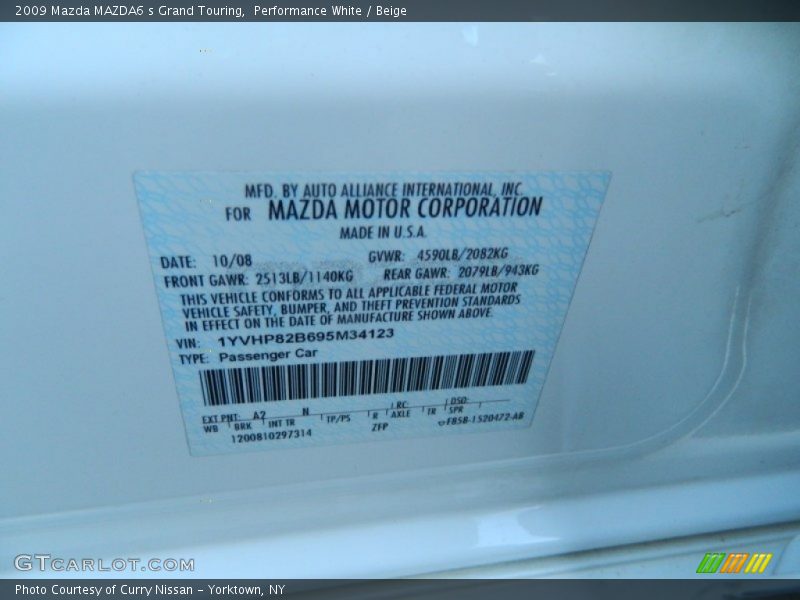 2009 Mazda MAZDA6 s Grand Touring, Performance White / Beige
MFD. BY AUTO ALLIANCE INTERNATIONAL, INC.
FOR MAZDA MOTOR CORPORATION
MADE IN U.S.A.
DATE: 10/08 GVWR: 4590LB/2082KG
FRONT GAWR: 2513LB/1140KG REAR GAWR: 2079LB/943KG
THIS VEHICLE CONFORMS TO ALL APPLICABLE FEDERAL MOTOR
VEHICLE SAFETY, BUMPER, AND THEFT PREVENTION STANDARDS
IN EFFECT ON THE DATE OF MANUFACTURE SHOWN ABOVE.
VIN: 1YVHP82B695M34123
TYPE: Passenger Car
EXT PNT: A2 N RC: DSO:
WB BRK INT TR TP/PS R AXLE TR SPR
1200810297314 ZFP F85B-1520472-AB
GTCARLOT.COM
Photo Courtesy of Curry Nissan - Yorktown, NY